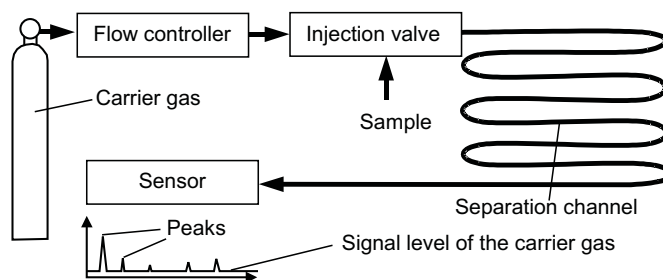 Flow controller
Injection valve
Carrier gas
Sample
Sensor
Separation channel
Peaks
Signal level of the carrier gas